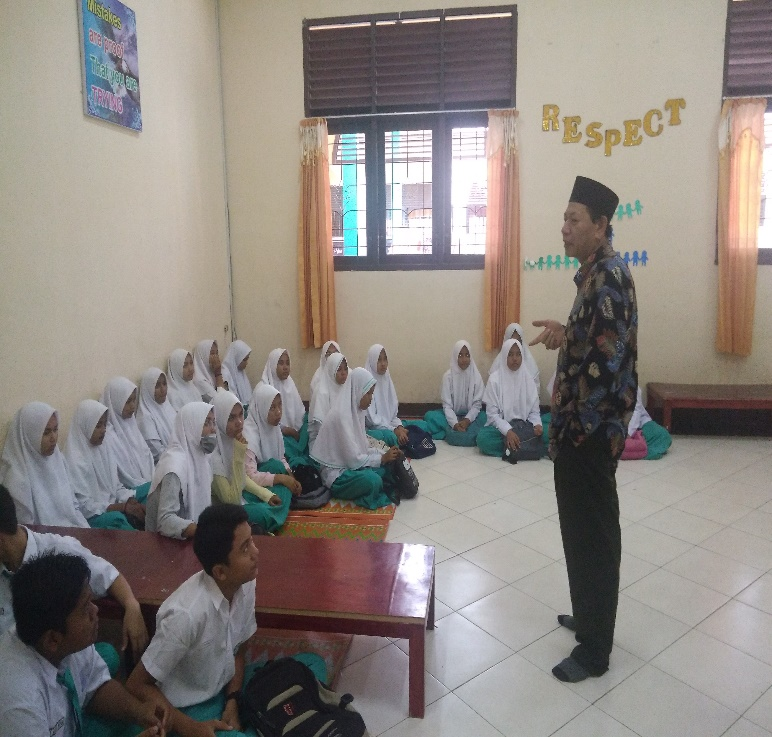 Mistakes
are proof
That you are
TRYING
RESPECT